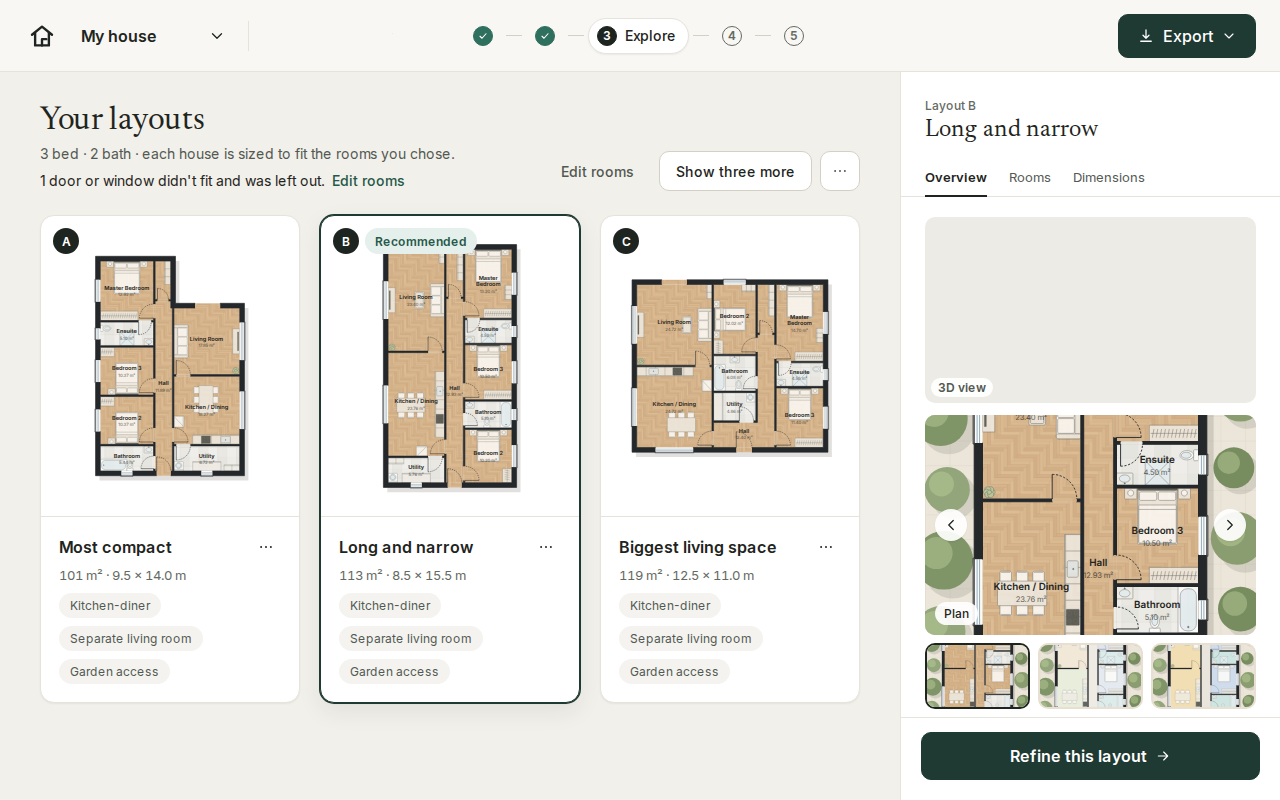 My house
3 Explore
4
5
Export
Your layouts
3 bed · 2 bath · each house is sized to fit the rooms you chose.
1 door or window didn't fit and was left out. Edit rooms
Edit rooms
Show three more
A
Master Bedroom
Ensuite
Living Room
Bedroom 3
Hall
Kitchen / Dining
Bedroom 2
Bathroom
Utility
Most compact
101 m² · 9.5 × 14.0 m
Kitchen-diner
Separate living room
Garden access
B
Recommended
Master
Bedroom
Living Room
Ensuite
Bedroom 3
Hall
Kitchen / Dining
Bathroom
Bedroom 2
Utility
Long and narrow
113 m² · 8.5 × 15.5 m
Kitchen-diner
Separate living room
Garden access
C
Living Room
Bedroom 2
Master
Bedroom
Bathroom
Ensuite
Kitchen / Dining
Utility
Bedroom 3
Hall
Biggest living space
119 m² · 12.5 × 11.0 m
Kitchen-diner
Separate living room
Garden access
Layout B
Long and narrow
Overview
Rooms
Dimensions
3D view
23.40 m²
Ensuite
4.50 m²
Bedroom 3
10.50 m²
Hall
12.93 m²
Kitchen / Dining
23.76 m²
Bathroom
5.10 m²
Plan
Refine this layout